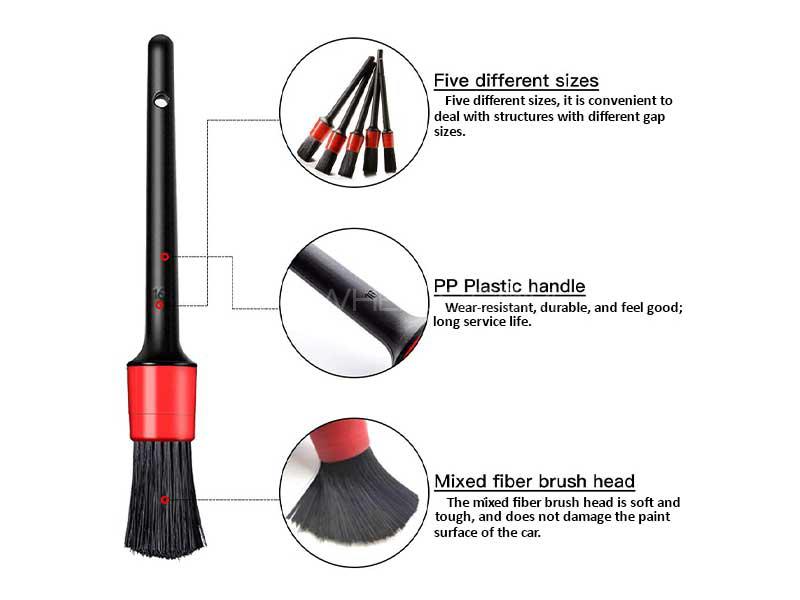 Five different sizes
Five different sizes, it is convenient to
deal with structures with different gap
sizes.
16
16
PP Plastic handle
Wear-resistant, durable, and feel good;
long service life.
Mixed fiber brush head
The mixed fiber brush head is soft and
tough, and does not damage the paint
surface of the car.